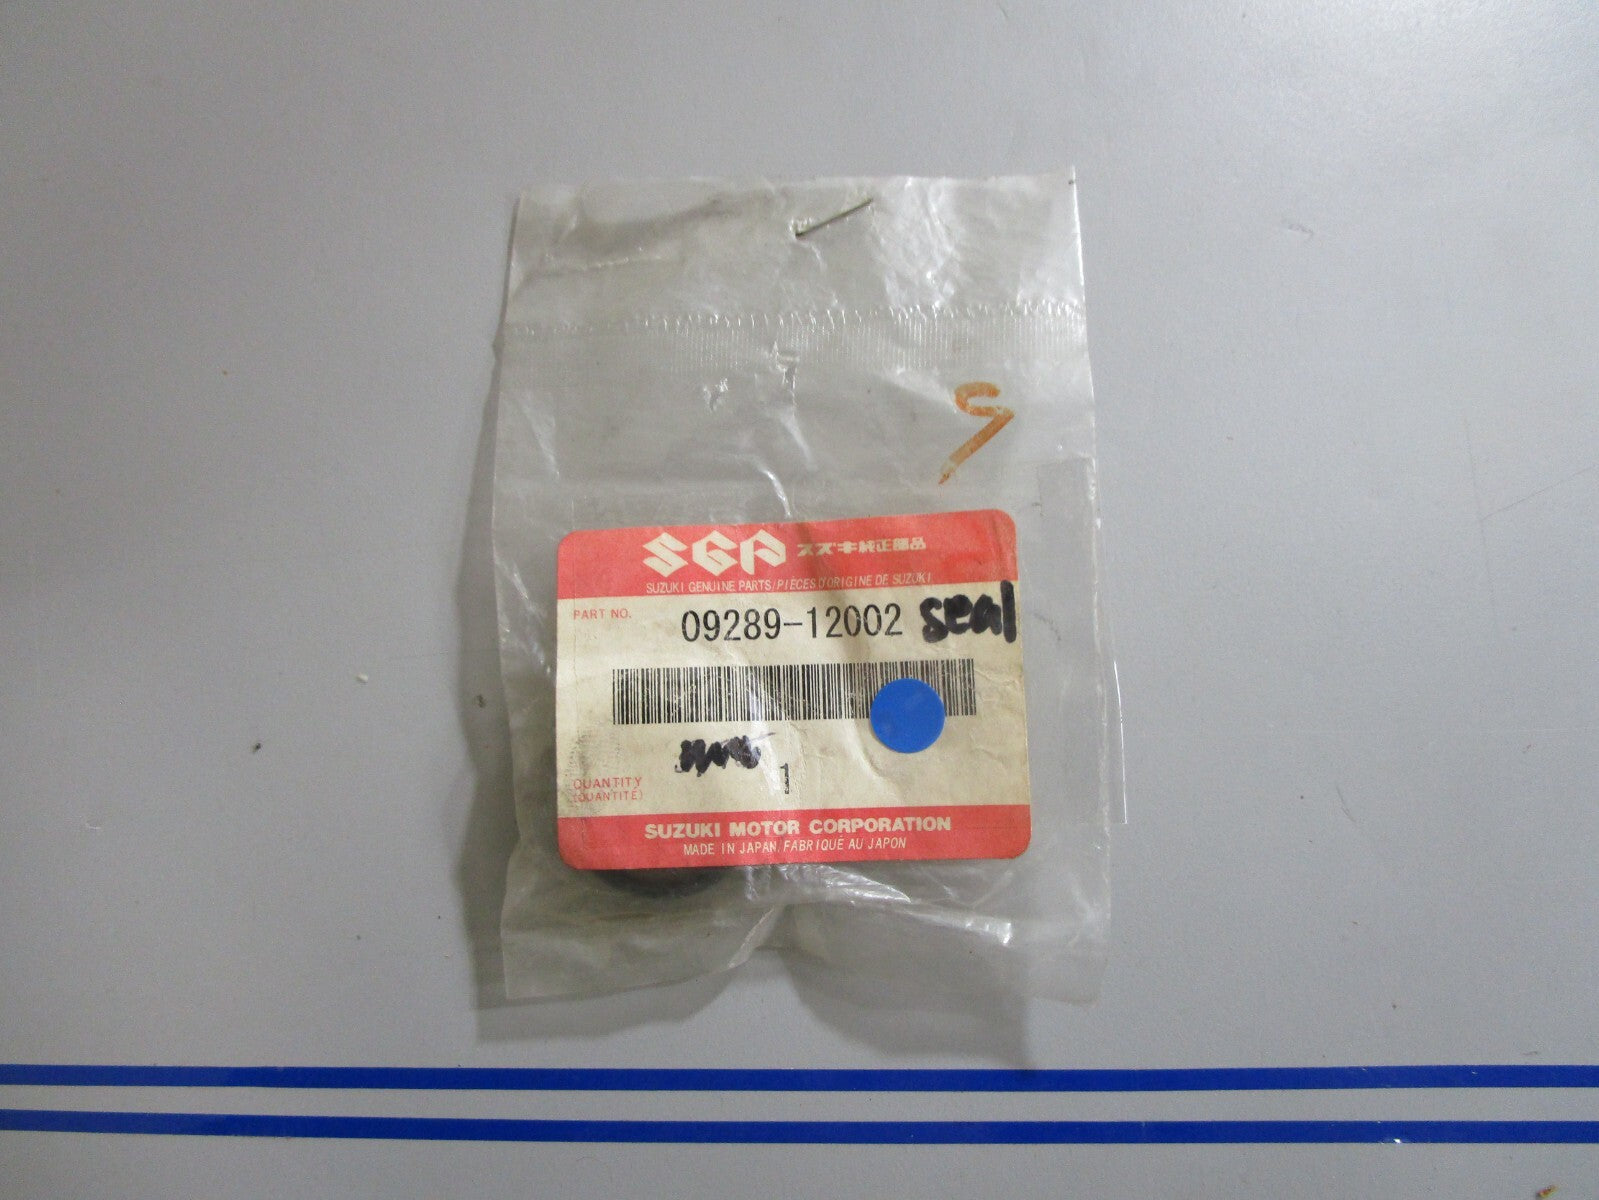 S
SGP スズキ純正部品
SUZUKI GENUINE PARTS/PIECES D'ORIGINE DE SUZUKI
PART NO. 09289-12002 seal
QUANTITY
(QUANTITÉ) 1
SUZUKI MOTOR CORPORATION
MADE IN JAPAN, FABRIQUÉ AU JAPON